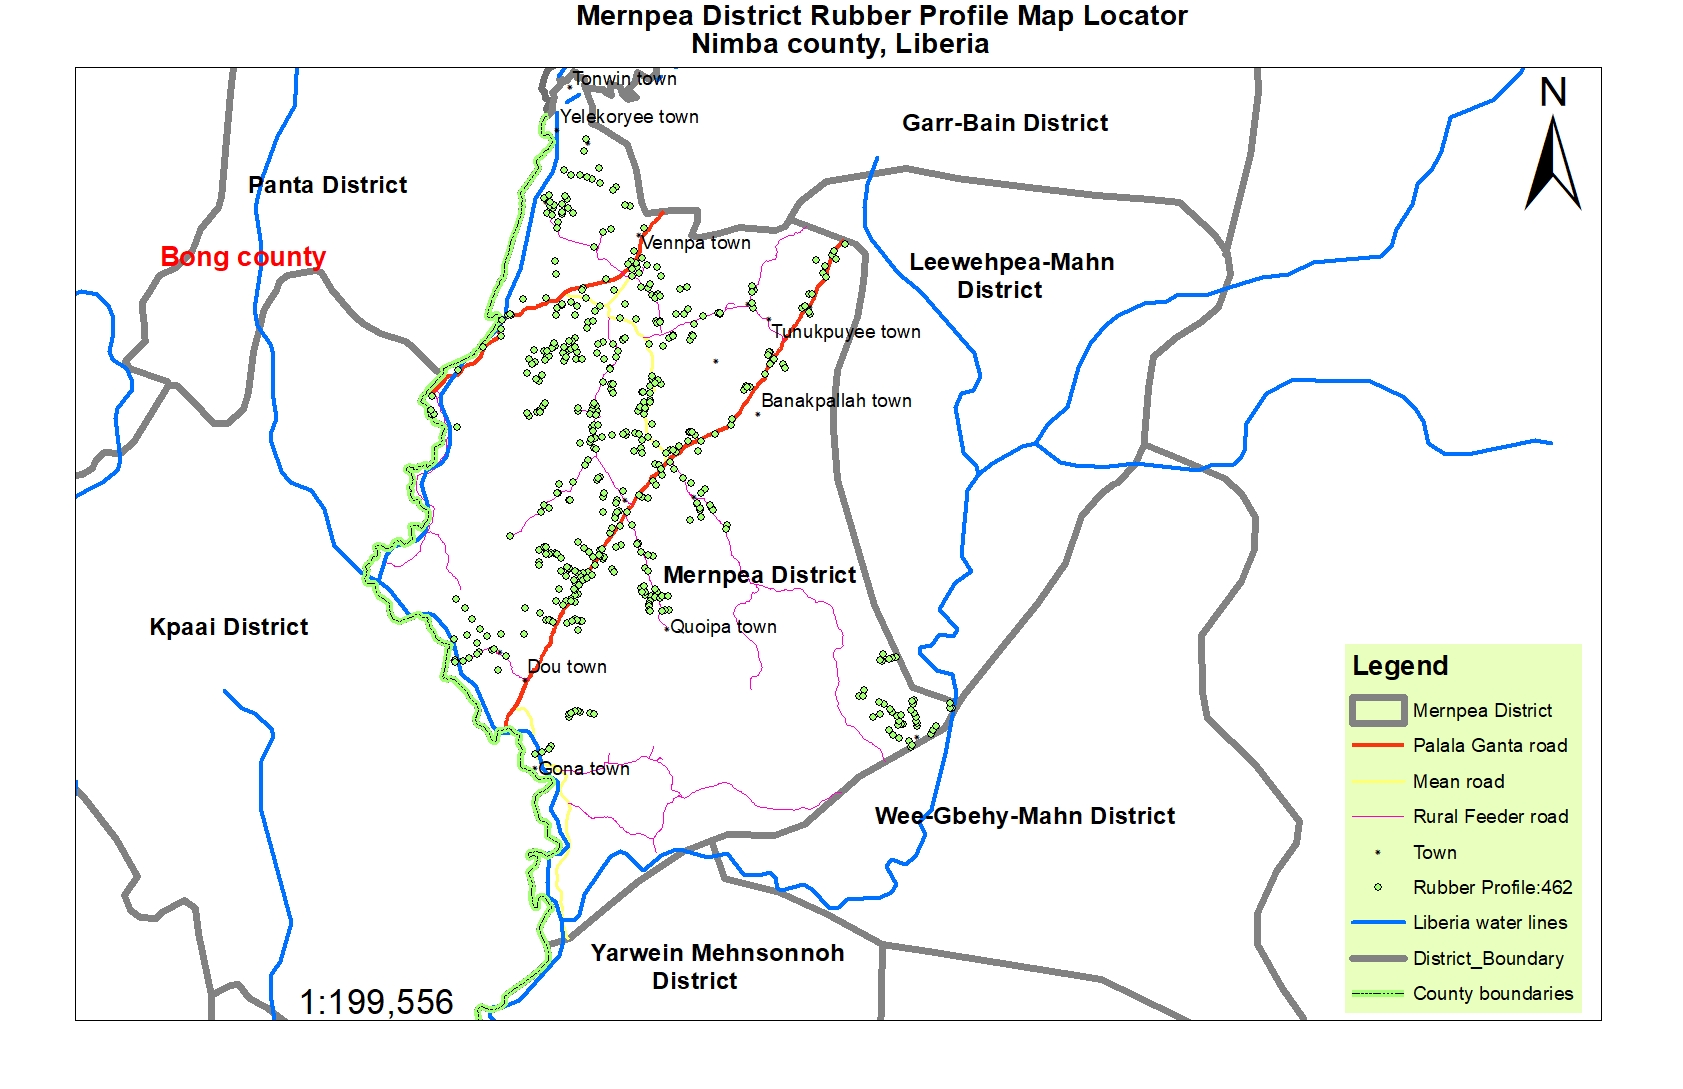 Mernpea District Rubber Profile Map Locator
Nimba county, Liberia
Tonwin town
N
Yelekoryee town
Garr-Bain District
Panta District
Vennpa town
Bong county
Leewehpea-Mahn
District
Tunukpuyee town
Banakpallah town
Mernpea District
Kpaai District
Quoipa town
Dou town
Gona town
Wee-Gbehy-Mahn District
Yarwein Mehnsonnoh
District
1:199,556
Legend
Mernpea District
Palala Ganta road
Mean road
Rural Feeder road
Town
Rubber Profile:462
Liberia water lines
District_Boundary
County boundaries